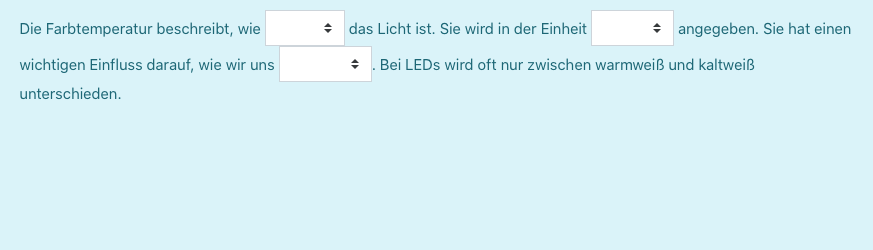 Die Farbtemperatur beschreibt, wie das Licht ist. Sie wird in der Einheit angegeben. Sie hat einen
wichtigen Einfluss darauf, wie wir uns . Bei LEDs wird oft nur zwischen warmweiß und kaltweiß
unterschieden.